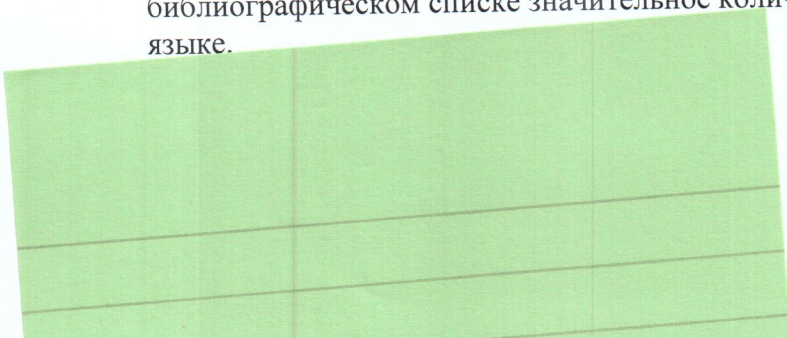 библиографическом списке значительное
языке.